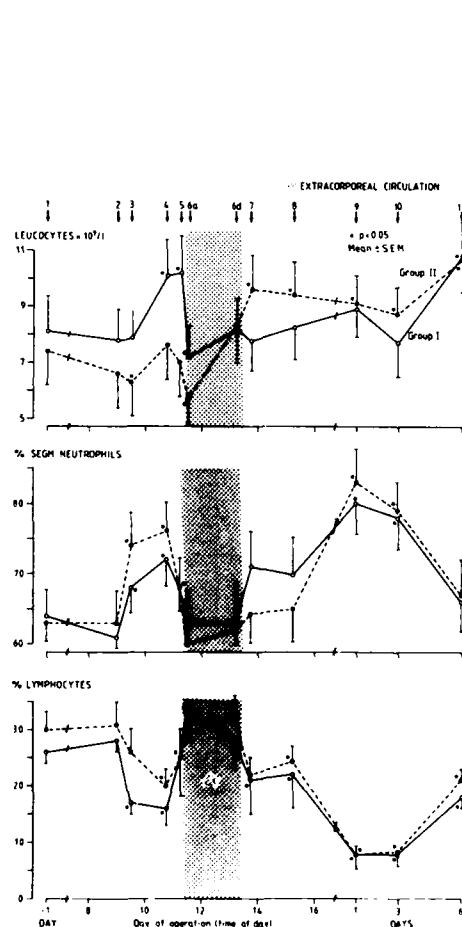 EXTRACORPOREAL CIRCULATION
1 2 3 4 5 6a 6d 7 8 9 10
LEUCOCYTES × 10⁹/l
• p<0.05
Mean ± S.E.M
Group II
Group I
11
9
7
5
% SEGM NEUTROPHILS
80
70
60
% LYMPHOCYTES
30
20
10
0
-1 8 10 12 14 16 1 3 6
DAY Day of operation (time of day) DAYS